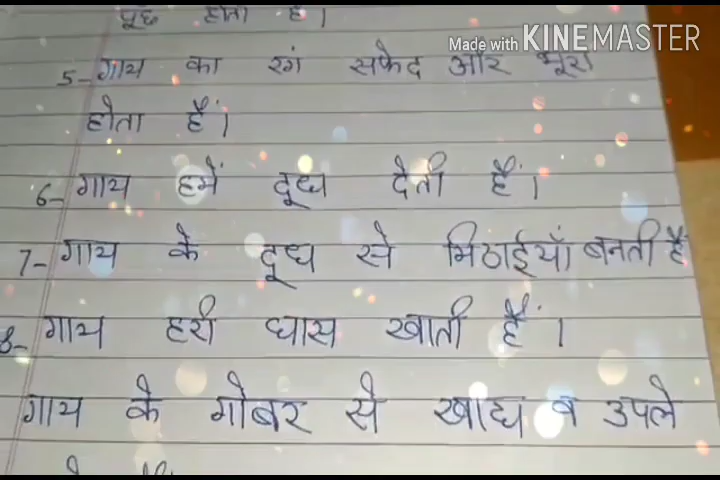 पूँछ होती है।
Made with KINEMASTER
5- गाय का रंग सफेद और भूरा
होता हैं।
6- गाय हमें दूध देती हैं।
7- गाय के दूध से मिठाईयाँ बनती हैं
8- गाय हरी घास खाती हैं।
गाय के गोबर से खाद्य व उपले